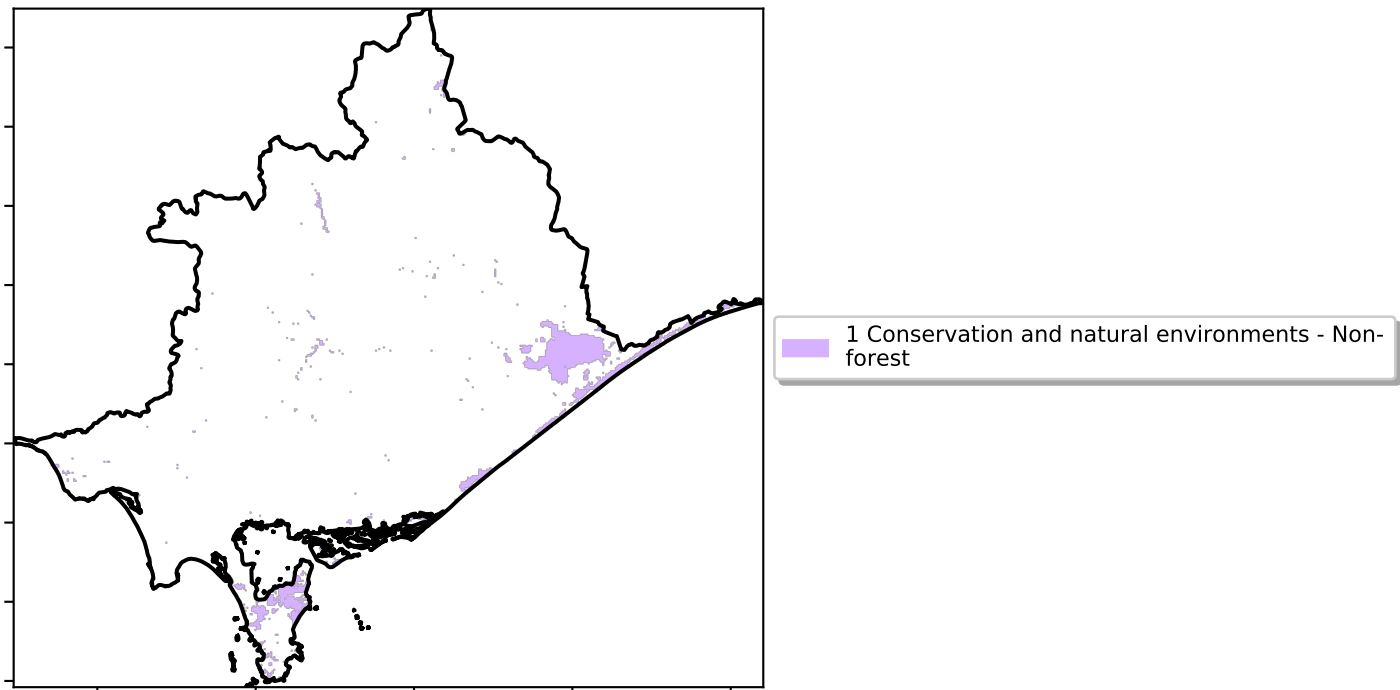 1 Conservation and natural environments - Non-
forest